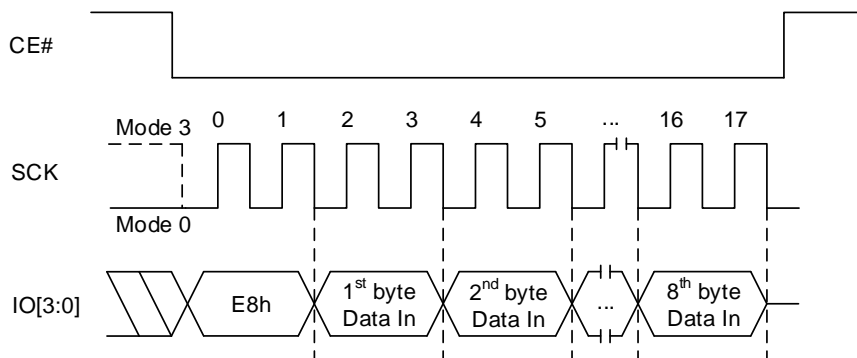 CE#
0 1 2 3 4 5 ... 16 17
Mode 3
SCK
Mode 0
IO[3:0]
E8h
1st byte
Data In
2nd byte
Data In
...
8th byte
Data In